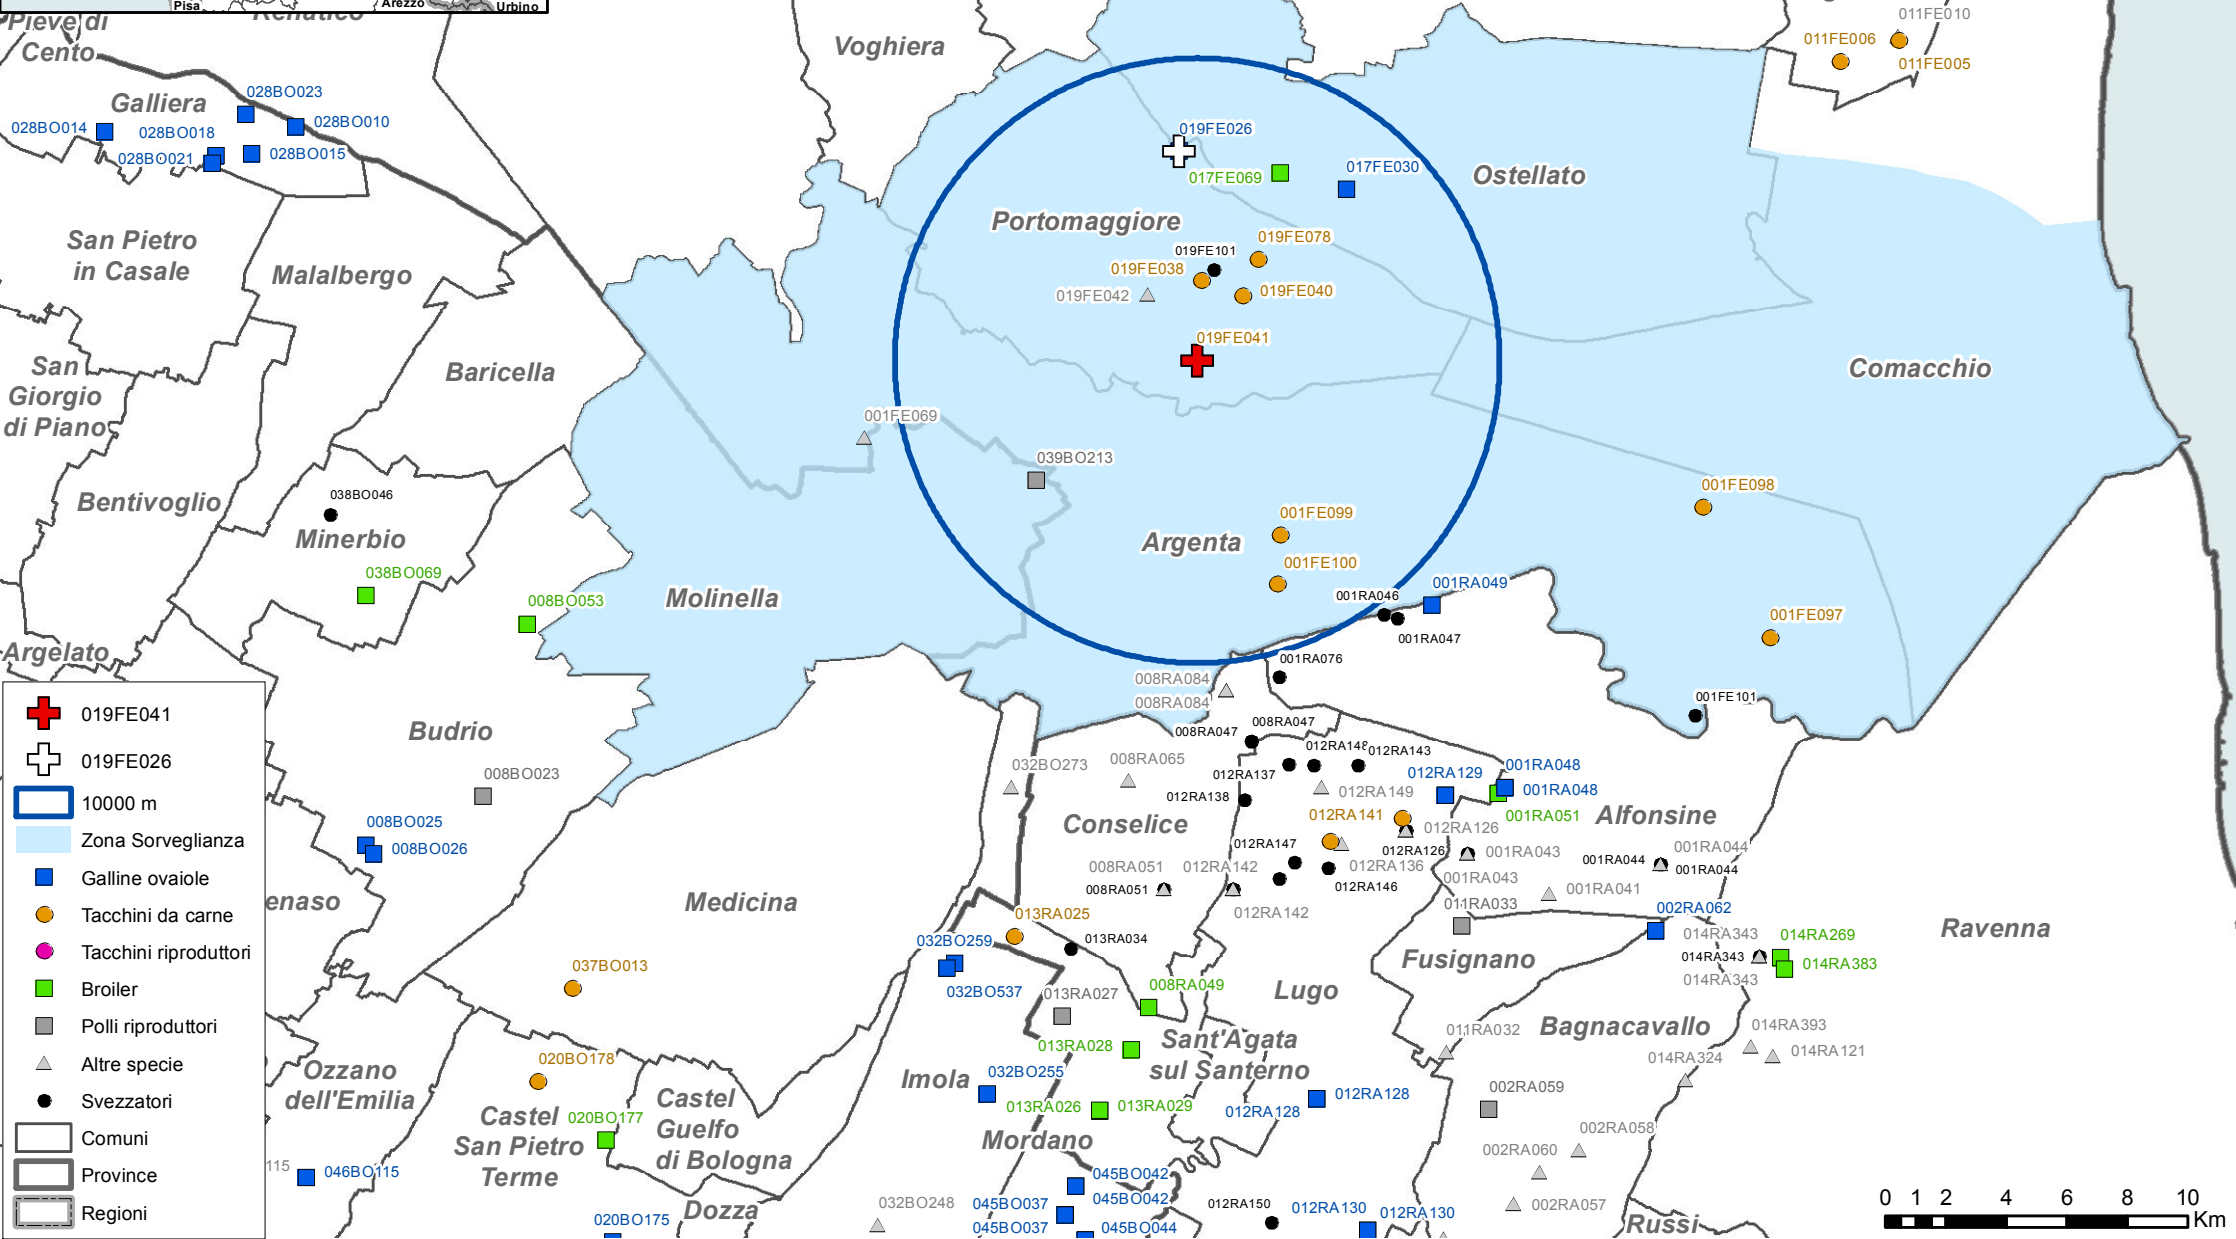 Pisa
Arezzo
Urbino
Pieve di
Cento
Renatico
Voghiera
011FE010
011FE006
011FE005
Galliera
028BO023
028BO014
028BO018
028BO010
028BO021
028BO015
019FE026
017FE069
017FE030
Ostellato
San Pietro
in Casale
Malalbergo
Portomaggiore
019FE078
019FE101
019FE038
019FE040
019FE042
019FE041
San
Giorgio
di Piano
Baricella
Comacchio
001FE069
039BO213
Bentivoglio
038BO046
Minerbio
001FE098
001FE099
Argenta
001FE100
038BO069
008BO053
Molinella
001RA046
001RA049
001RA047
001FE097
Argelato
001RA076
008RA084
008RA084
001FE101
019FE041
019FE026
10000 m
Zona Sorveglianza
Galline ovaiole
Tacchini da carne
Tacchini riproduttori
Broiler
Polli riproduttori
Altre specie
Svezzatori
Comuni
Province
Regioni
Budrio
008BO023
008BO025
008BO026
enaso
008RA047
008RA047
012RA148
012RA143
032BO273
008RA065
012RA137
012RA138
012RA149
012RA129
001RA048
001RA048
001RA051
Alfonsine
Conselice
012RA141
012RA126
012RA126
012RA147
012RA136
012RA146
001RA043
001RA043
001RA044
001RA044
001RA044
008RA051
008RA051
012RA142
012RA142
001RA041
Medicina
013RA025
013RA034
011RA033
002RA062
014RA343
014RA343
014RA343
014RA269
014RA383
Ravenna
032BO259
032BO537
037BO013
Fusignano
013RA027
008RA049
Lugo
013RA028
Sant'Agata
sul Santerno
011RA032
Bagnacavallo
014RA393
014RA121
014RA324
Ozzano
dell'Emilia
020BO178
Imola
032BO255
013RA026
013RA029
012RA128
012RA128
002RA059
Castel
San Pietro
Terme
020BO177
Castel
Guelfo
di Bologna
Mordano
002RA058
002RA060
002RA057
115
046BO115
045BO042
045BO042
045BO037
045BO037
045BO044
032BO248
012RA150
012RA130
012RA130
020BO175
Dozza
Russi
0 1 2 4 6 8 10
Km